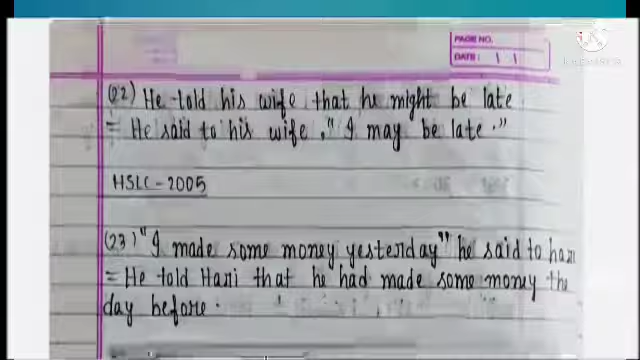 PAGE NO.
DATE:
(22) He told his wife that he might be late
= He said to his wife, "I may be late."
HSLC-2005
(23) "I made some money yesterday" he said to hari
= He told Hari that he had made some money the
day before.